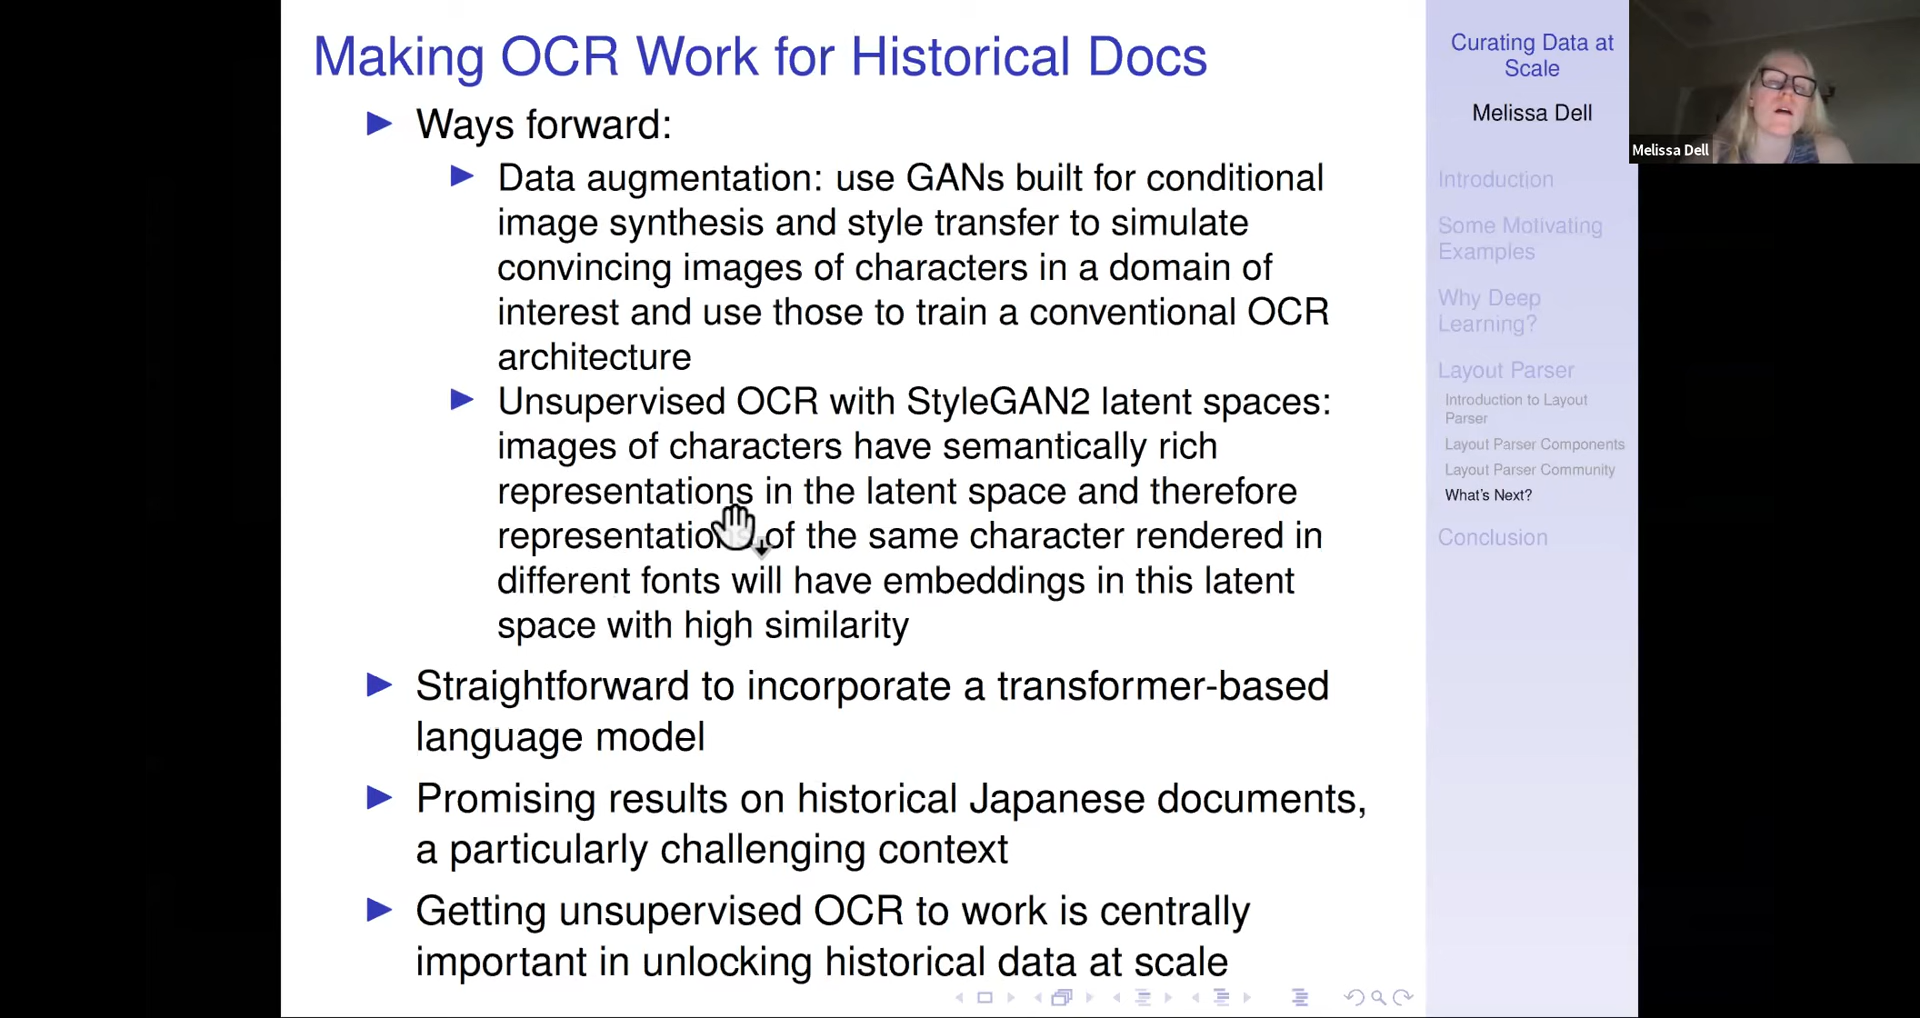 Making OCR Work for Historical Docs
Ways forward:
Data augmentation: use GANs built for conditional
image synthesis and style transfer to simulate
convincing images of characters in a domain of
interest and use those to train a conventional OCR
architecture
Unsupervised OCR with StyleGAN2 latent spaces:
images of characters have semantically rich
representations in the latent space and therefore
representations of the same character rendered in
different fonts will have embeddings in this latent
space with high similarity
Straightforward to incorporate a transformer-based
language model
Promising results on historical Japanese documents,
a particularly challenging context
Getting unsupervised OCR to work is centrally
important in unlocking historical data at scale
Curating Data at
Scale
Melissa Dell
Introduction
Some Motivating
Examples
Why Deep
Learning?
Layout Parser
Introduction to Layout
Parser
Layout Parser Components
Layout Parser Community
What's Next?
Conclusion
Melissa Dell